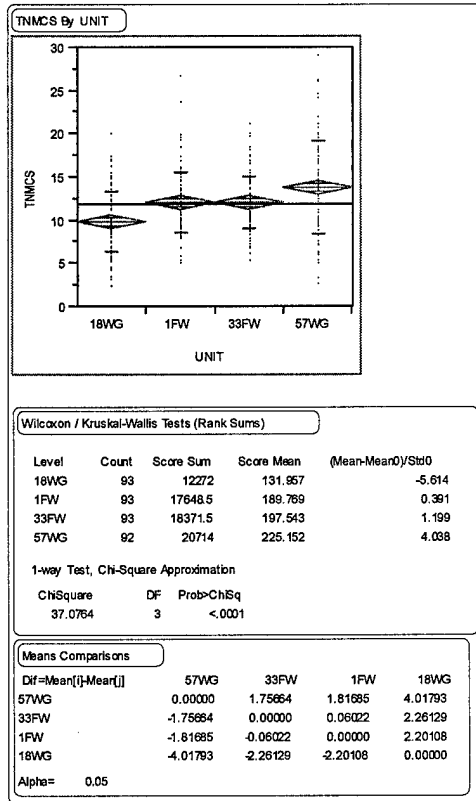 TNMCS By UNIT
30
25
20
15
10
5
0
TNMCS
18WG 1FW 33FW 57WG
UNIT
Wilcoxon / Kruskal-Wallis Tests (Rank Sums)
Level Count Score Sum Score Mean (Mean-Mean0)/Std0
18WG 93 12272 131.957 -5.614
1FW 93 17648.5 189.769 0.391
33FW 93 18371.5 197.543 1.199
57WG 92 20714 225.152 4.038
1-way Test, Chi-Square Approximation
ChiSquare DF Prob>ChiSq
37.0764 3 <.0001
Means Comparisons
Dif=Mean[i]-Mean[j] 57WG 33FW 1FW 18WG
57WG 0.00000 1.75664 1.81685 4.01793
33FW -1.75664 0.00000 0.06022 2.26129
1FW -1.81685 -0.06022 0.00000 2.20108
18WG -4.01793 -2.26129 -2.20108 0.00000
Alpha= 0.05